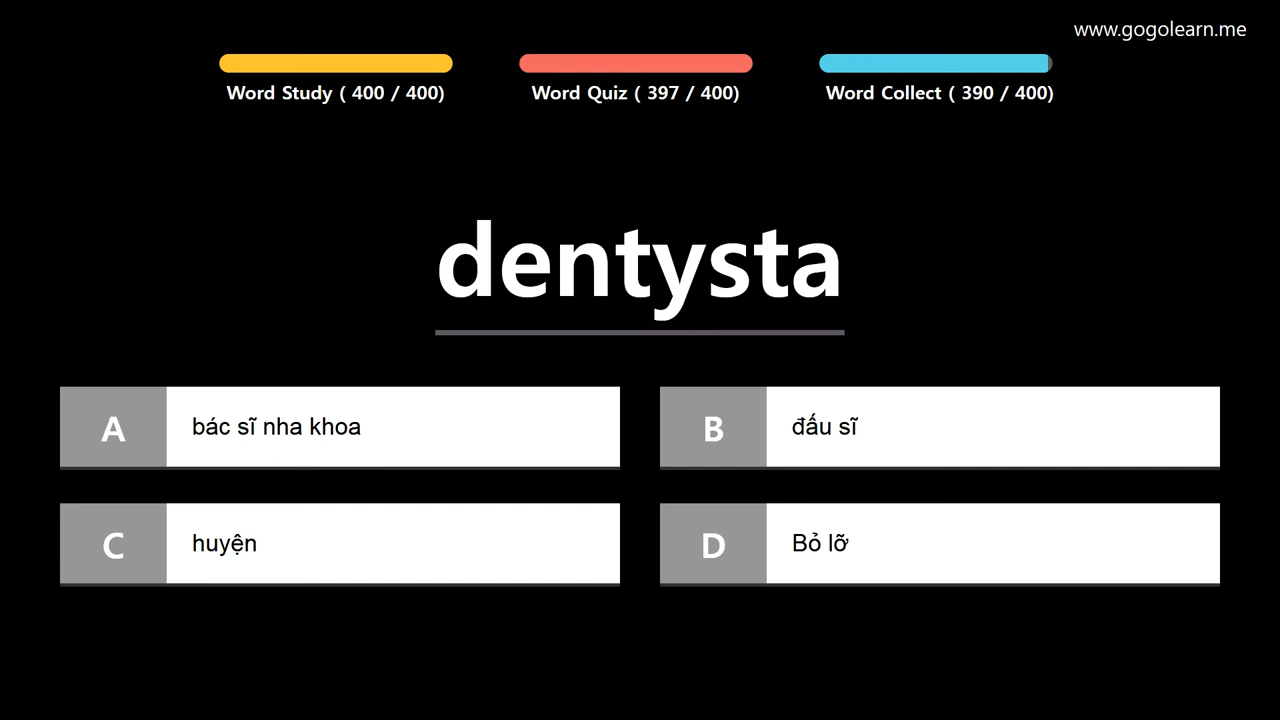 www.gogolearn.me
Word Study ( 400 / 400)
Word Quiz ( 397 / 400)
Word Collect ( 390 / 400)
dentysta
A
bác sĩ nha khoa
B
đấu sĩ
C
huyện
D
Bỏ lỡ